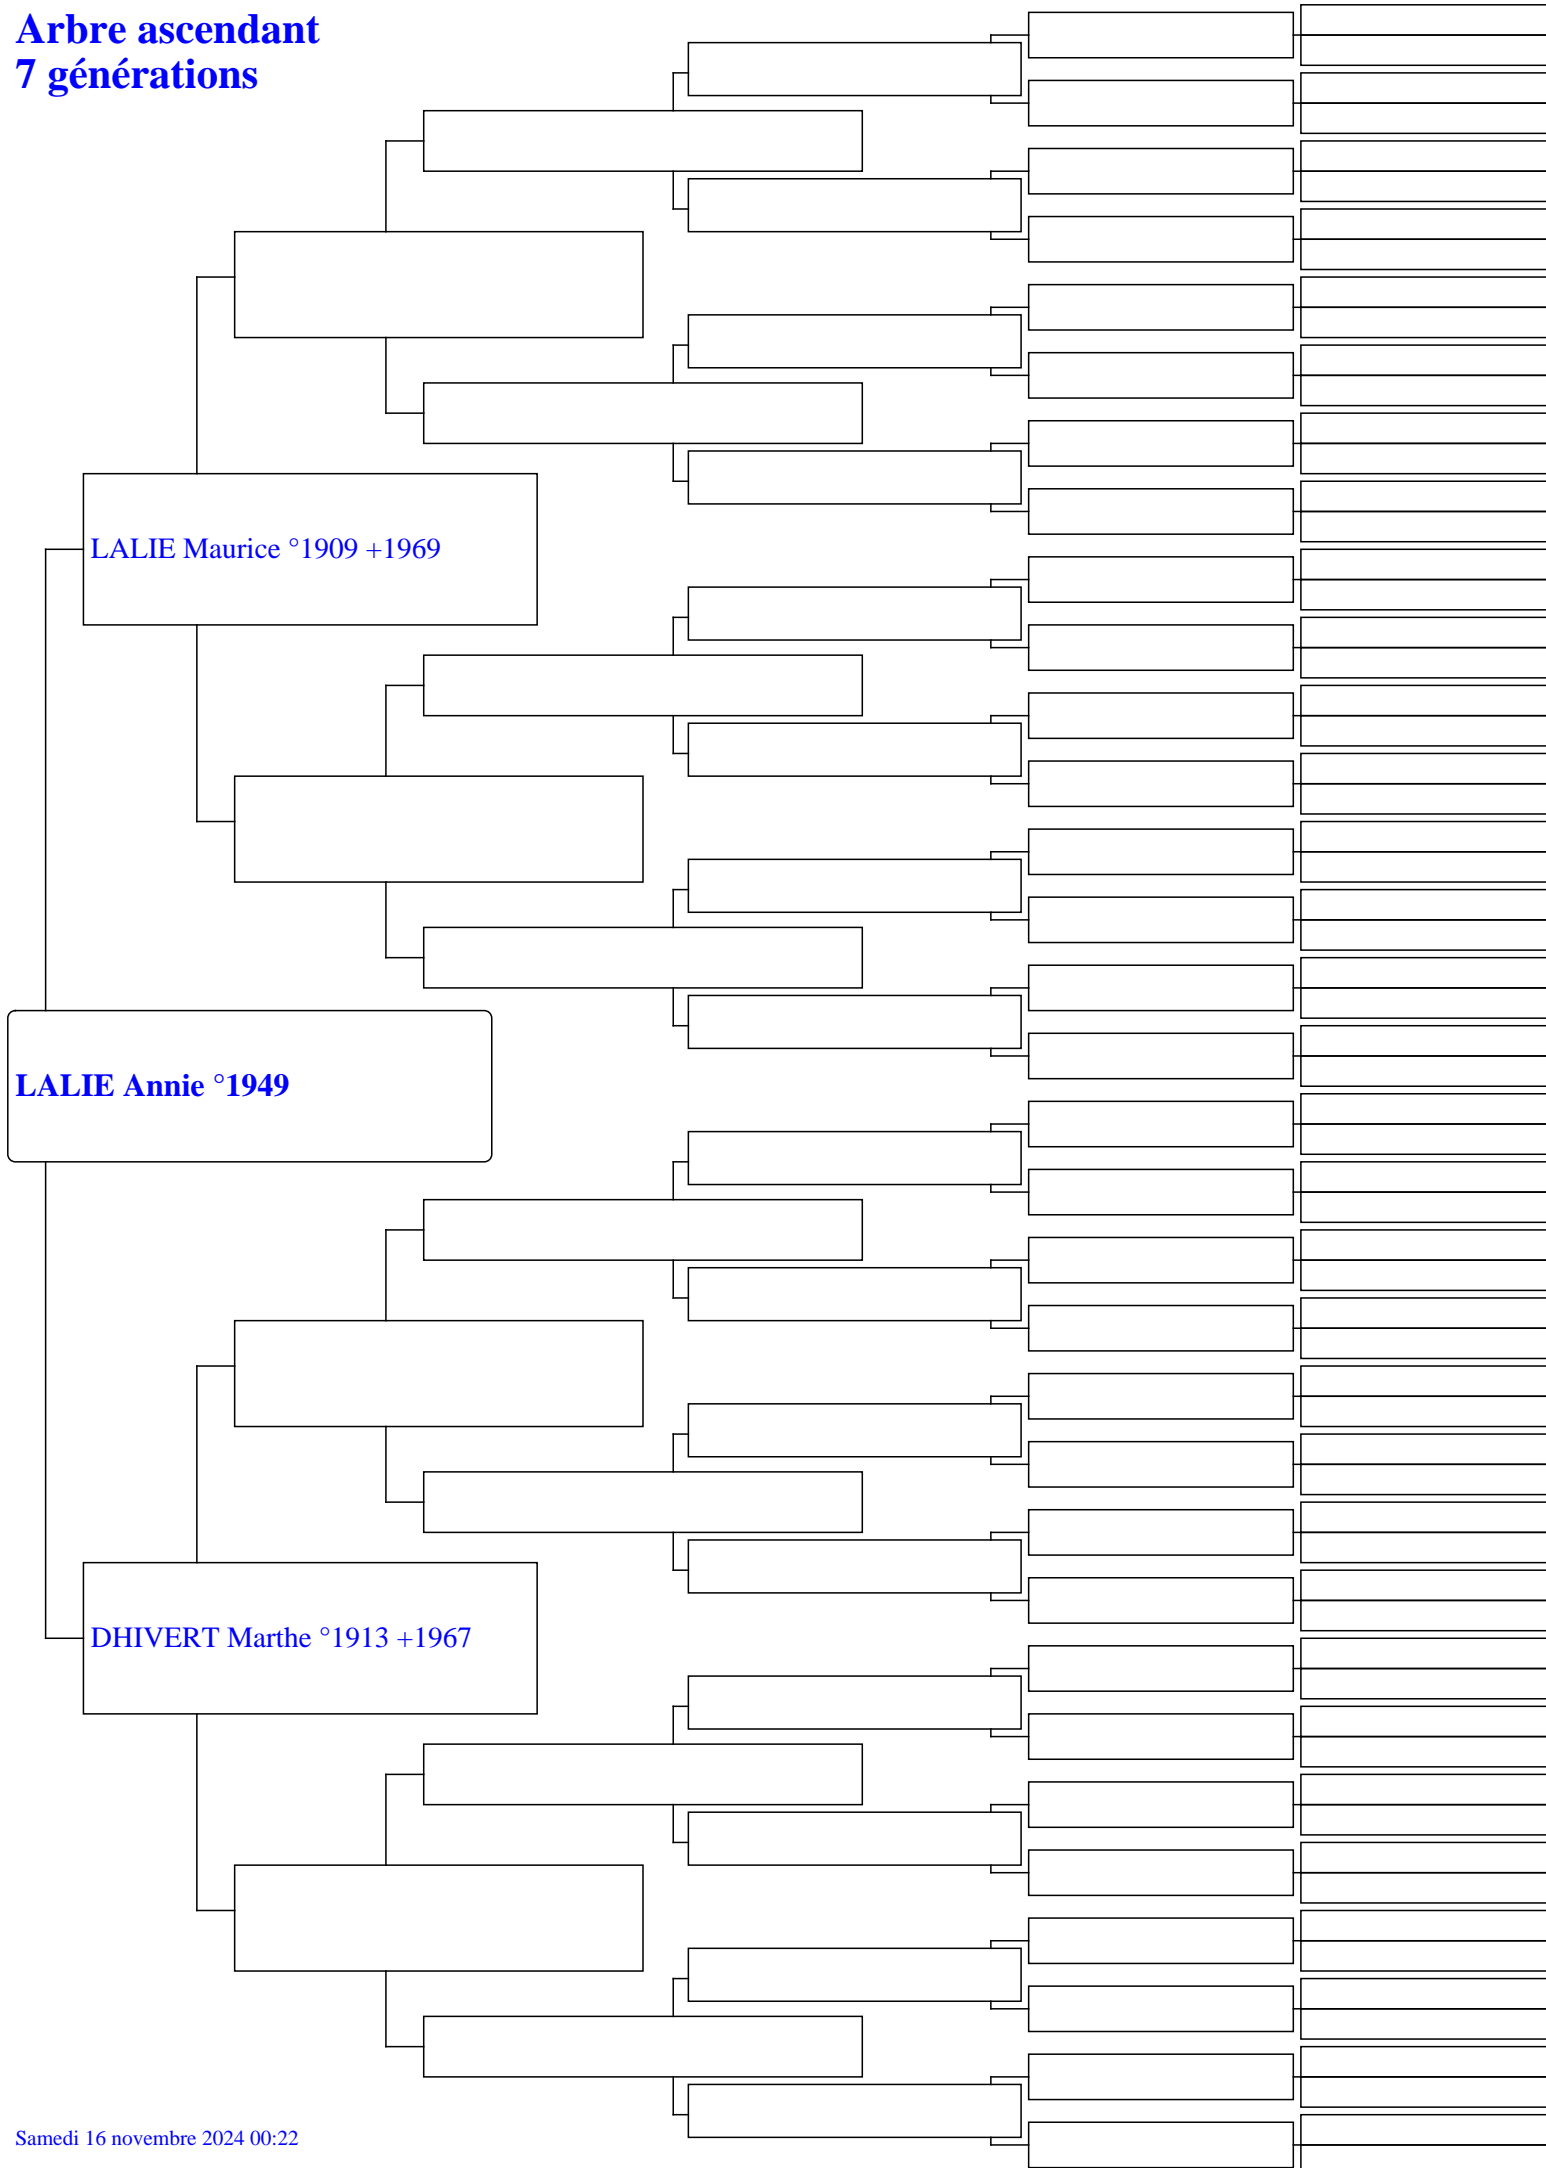 Arbre ascendant
7 générations
LALIE Maurice °1909 +1969
LALIE Annie °1949
DHIVERT Marthe °1913 +1967
Samedi 16 novembre 2024 00:22